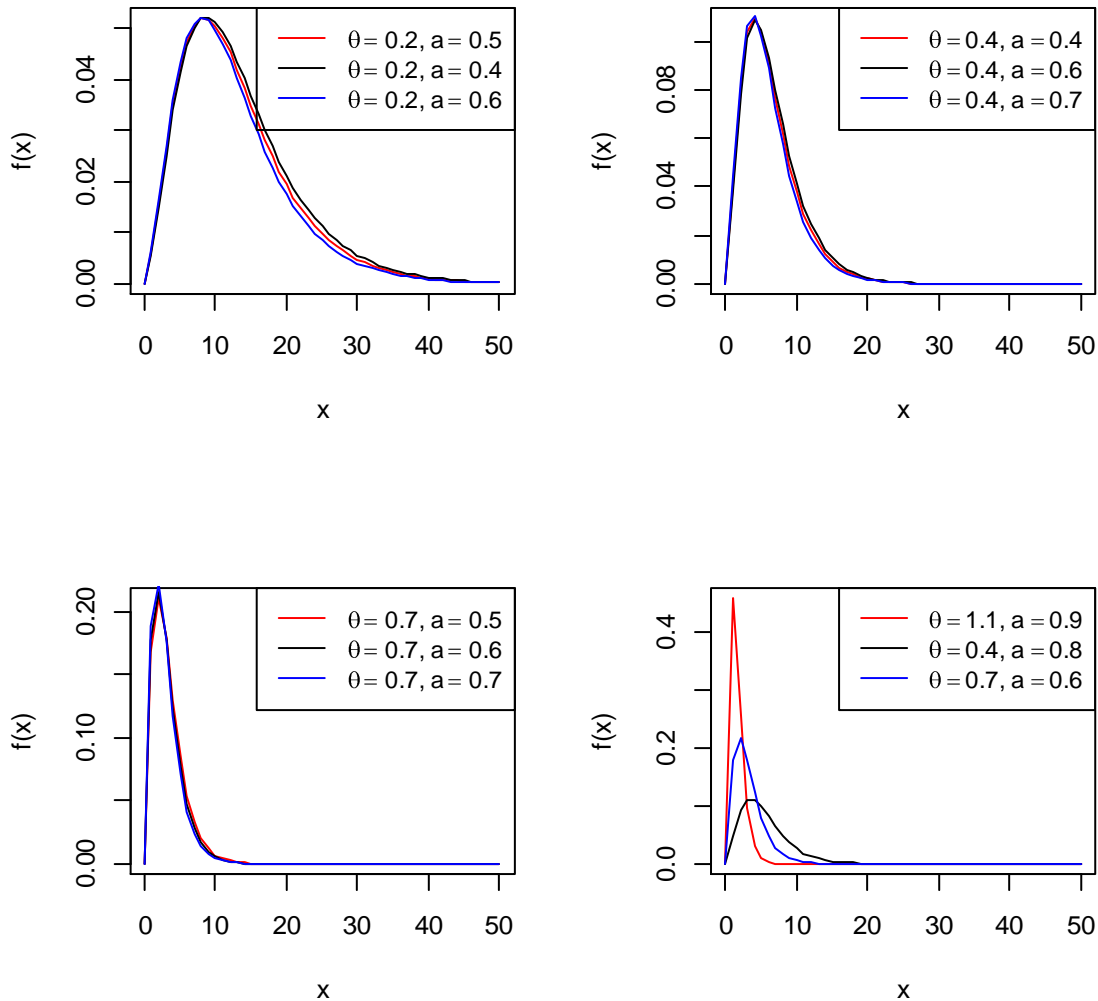 θ = 0.2, a = 0.5
θ = 0.2, a = 0.4
θ = 0.2, a = 0.6
f(x)
0.00
0.02
0.04
0 10 20 30 40 50
x
θ = 0.4, a = 0.4
θ = 0.4, a = 0.6
θ = 0.4, a = 0.7
f(x)
0.00
0.04
0.08
0 10 20 30 40 50
x
θ = 0.7, a = 0.5
θ = 0.7, a = 0.6
θ = 0.7, a = 0.7
f(x)
0.00
0.10
0.20
0 10 20 30 40 50
x
θ = 1.1, a = 0.9
θ = 0.4, a = 0.8
θ = 0.7, a = 0.6
f(x)
0.0
0.2
0.4
0 10 20 30 40 50
x